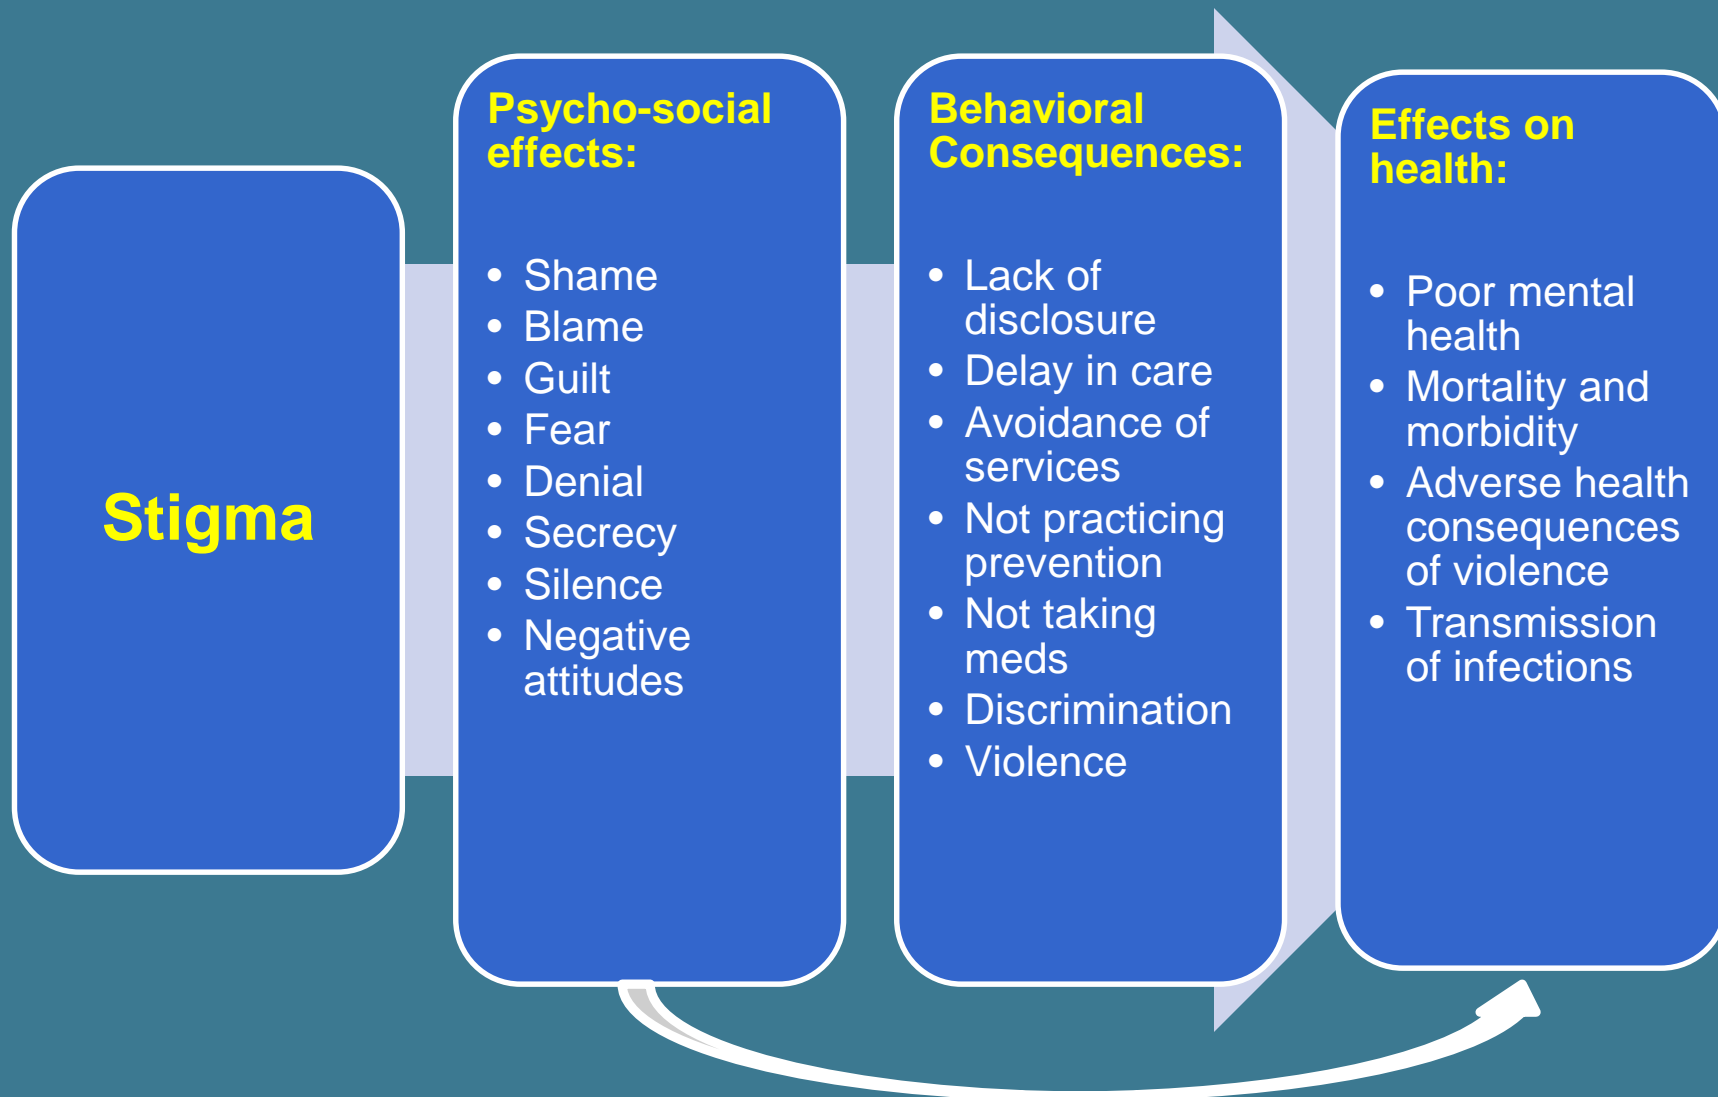 Stigma
Psycho-social
effects:
• Shame
• Blame
• Guilt
• Fear
• Denial
• Secrecy
• Silence
• Negative
attitudes
Behavioral
Consequences:
• Lack of
disclosure
• Delay in care
• Avoidance of
services
• Not practicing
prevention
• Not taking
meds
• Discrimination
• Violence
Effects on
health:
• Poor mental
health
• Mortality and
morbidity
• Adverse health
consequences
of violence
• Transmission
of infections